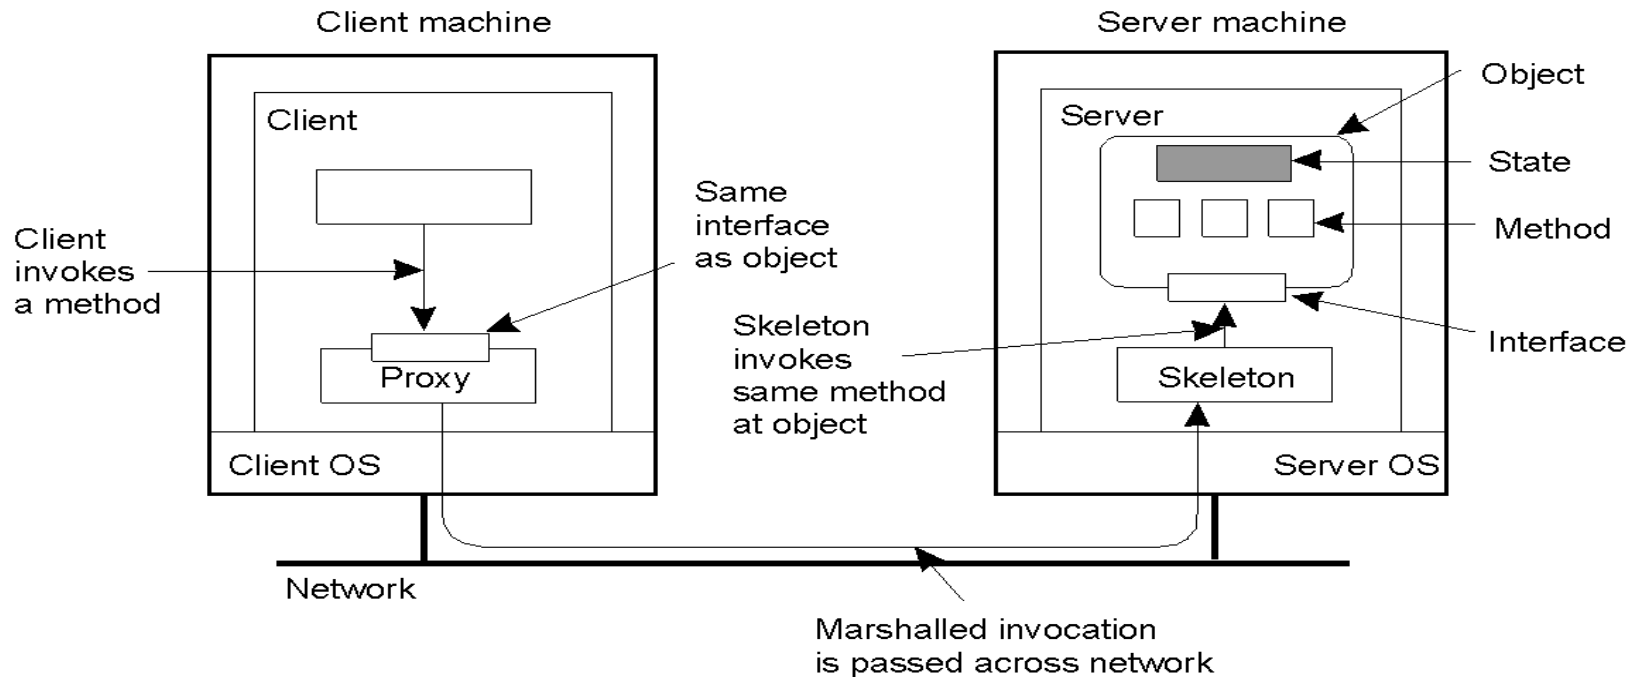 Client machine
Server machine
Object
Client
Server
State
Same
interface
as object
Method
Client
invokes
a method
Skeleton
invokes
same method
at object
Interface
Proxy
Skeleton
Client OS
Server OS
Network
Marshalled invocation
is passed across network